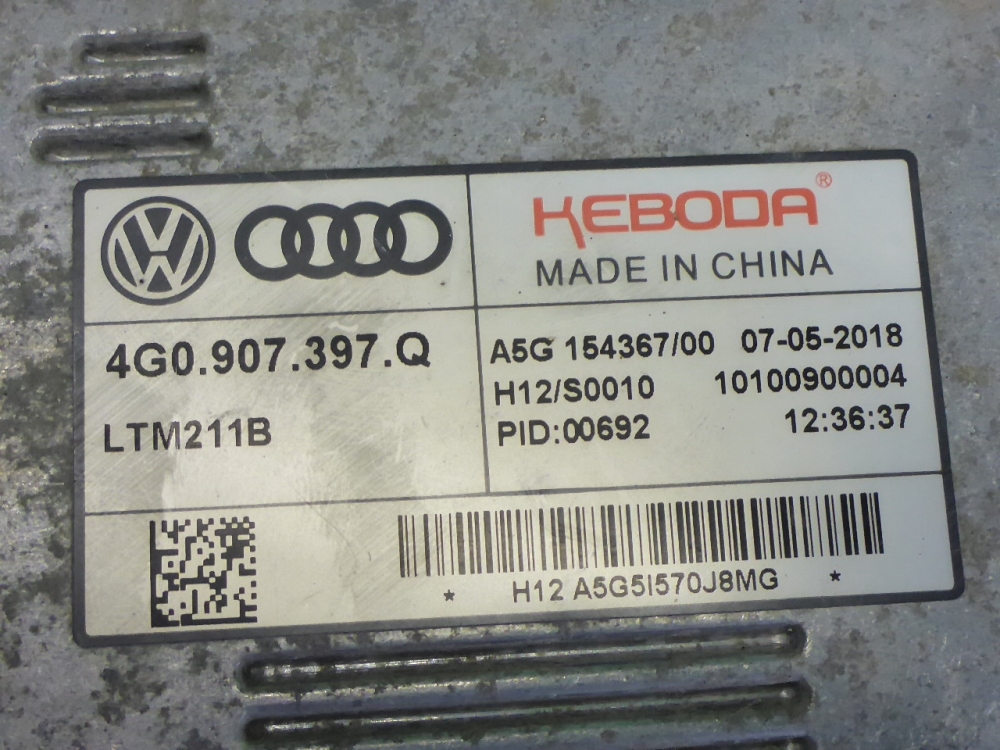 KEBODA®
MADE IN CHINA
4G0.907.397.Q
LTM211B
A5G 154367/00 07-05-2018
H12/S0010 10100900004
PID:00692 12:36:37
* H12 A5G5I570J8MG *